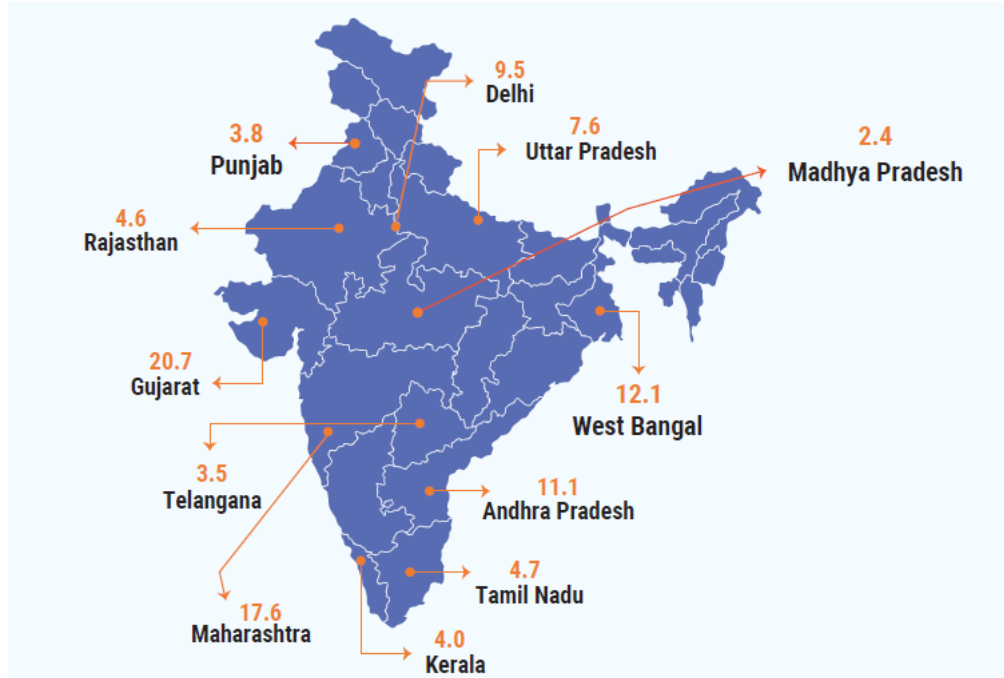 9.5
Delhi
7.6
Uttar Pradesh
2.4
Madhya Pradesh
3.8
Punjab
4.6
Rajasthan
20.7
Gujarat
12.1
West Bangal
3.5
Telangana
11.1
Andhra Pradesh
4.7
Tamil Nadu
17.6
Maharashtra
4.0
Kerala